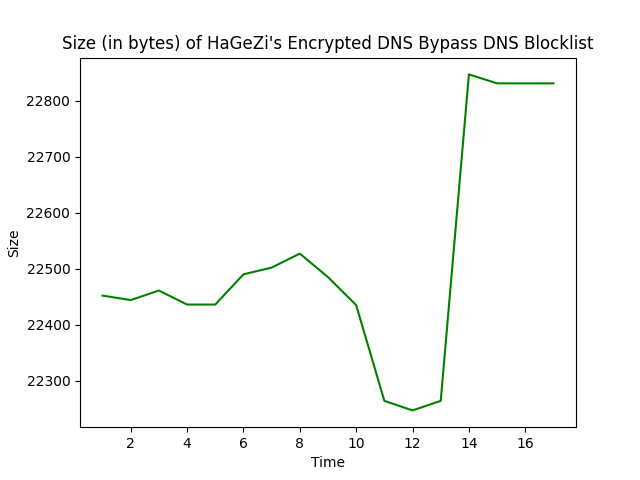 Size (in bytes) of HaGeZi's Encrypted DNS Bypass DNS Blocklist
22800
22700
22600
22500
22400
22300
Size
2 4 6 8 10 12 14 16
Time